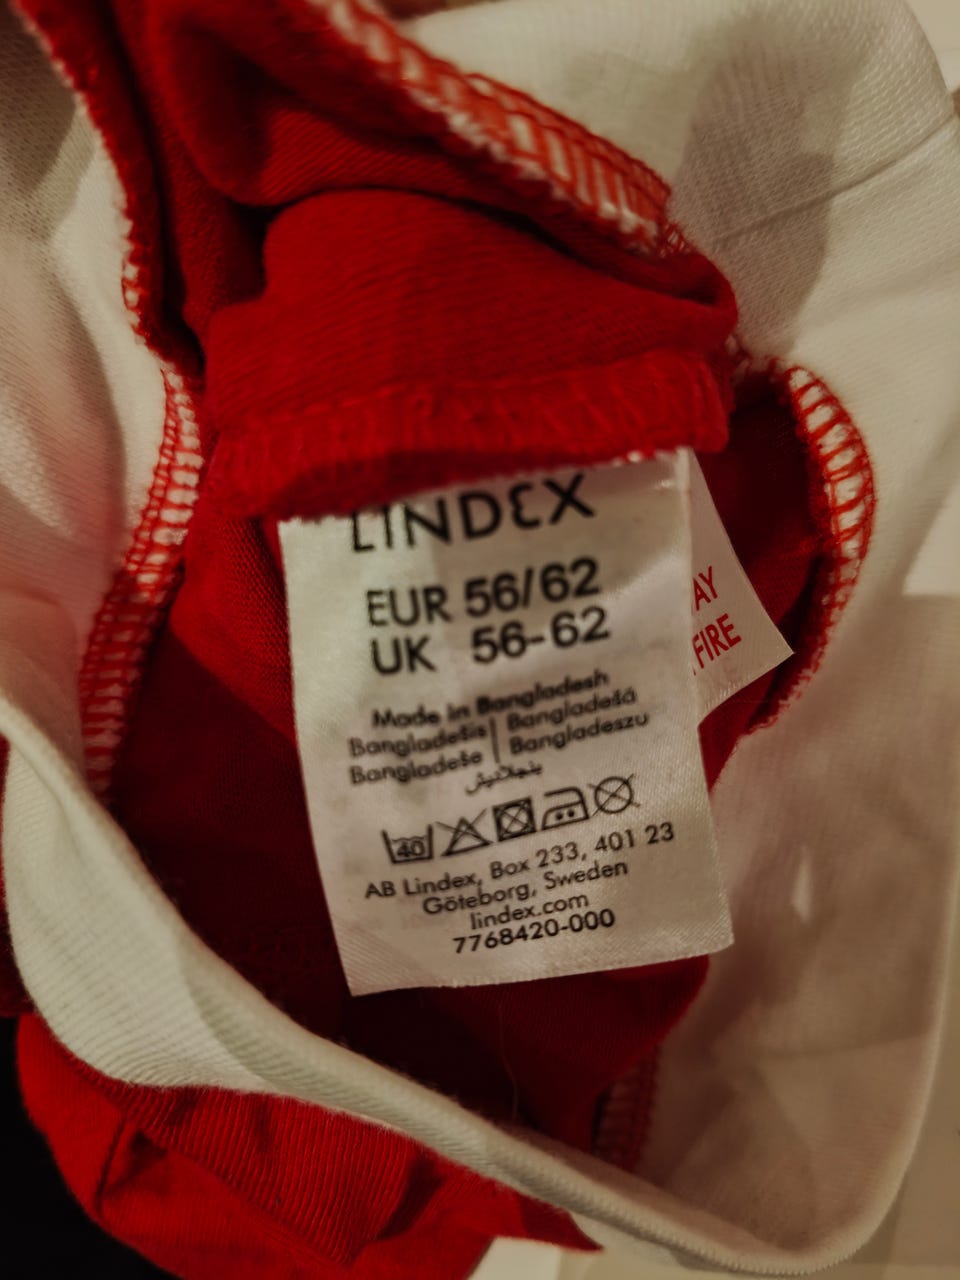 LINDEX
EUR 56/62
UK 56-62
Made in Bangladesh
Bangladešis | Bangladešā
Bangladeše | Bangladeszu
بنجلاديش
40
AB Lindex, Box 233, 401 23
Göteborg, Sweden
lindex.com
7768420-000
AY
FIRE